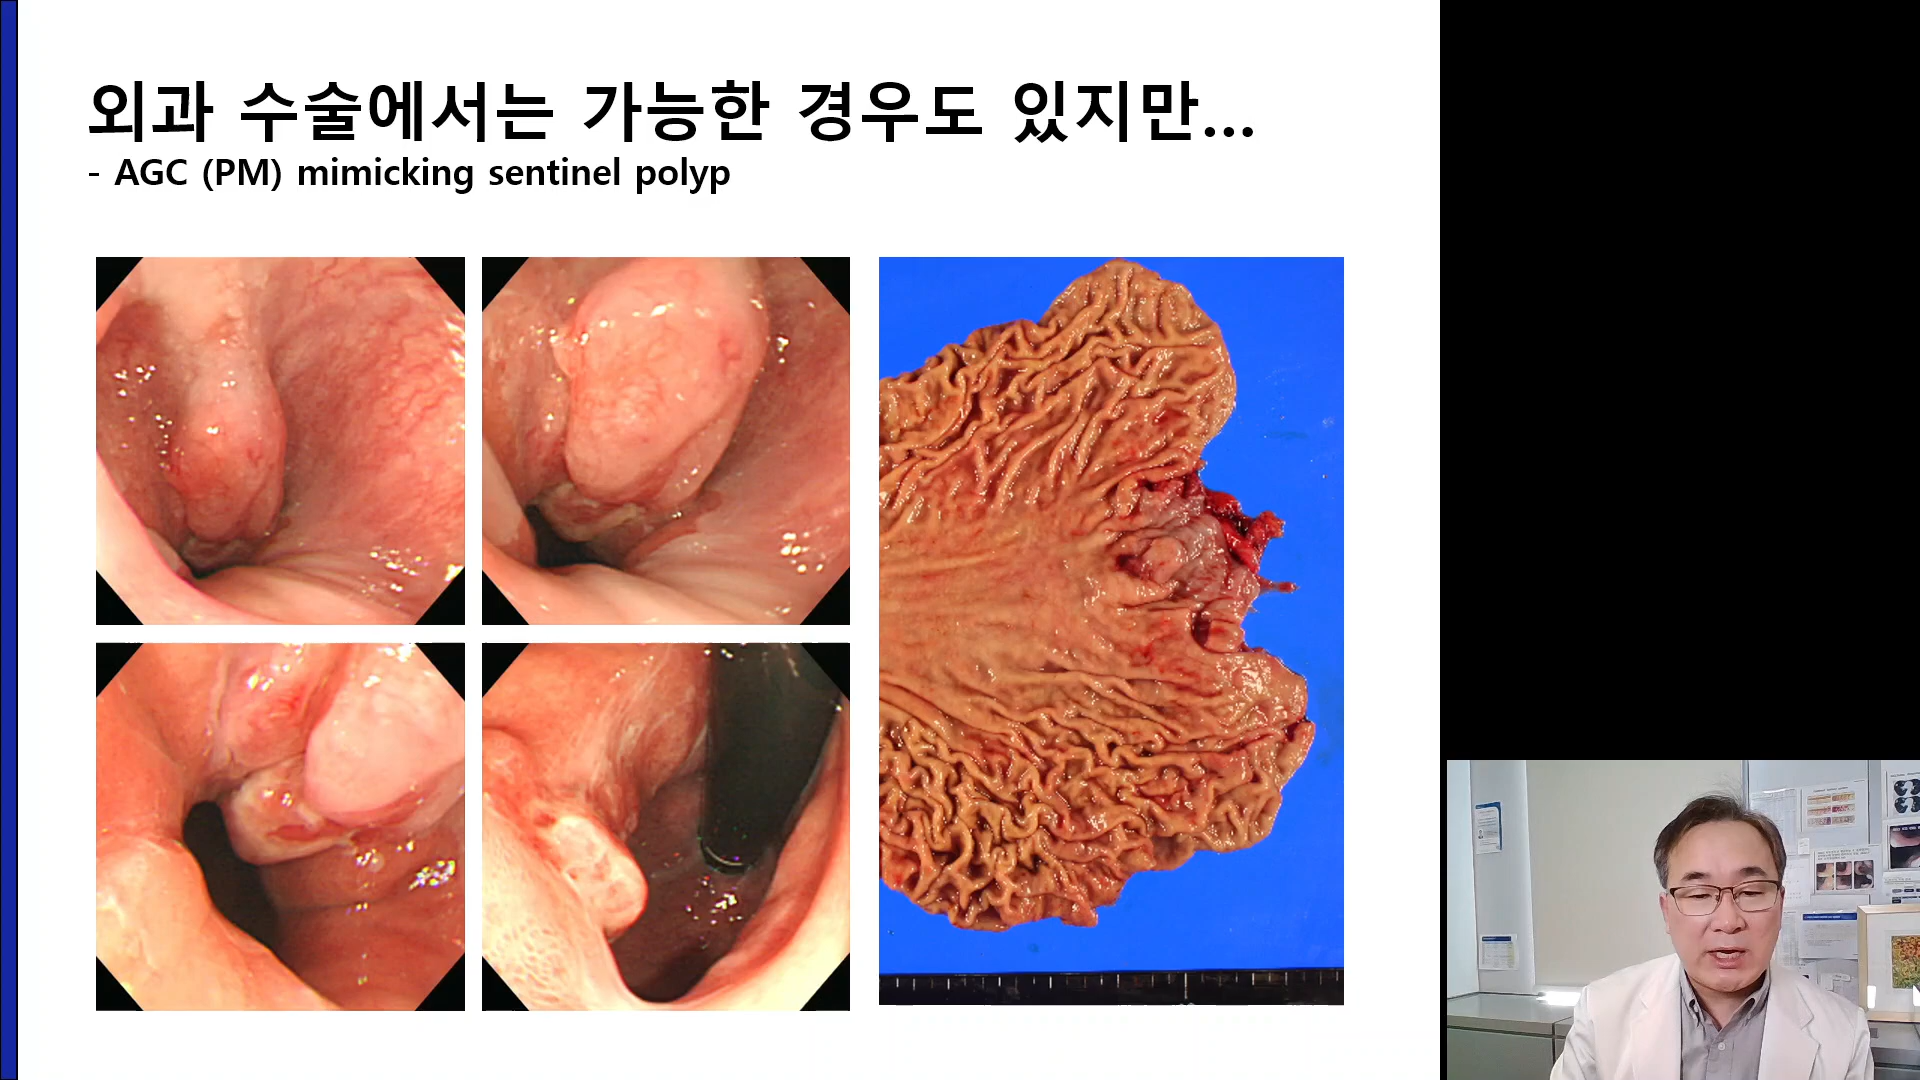 외과 수술에서는 가능한 경우도 있지만...
- AGC (PM) mimicking sentinel polyp